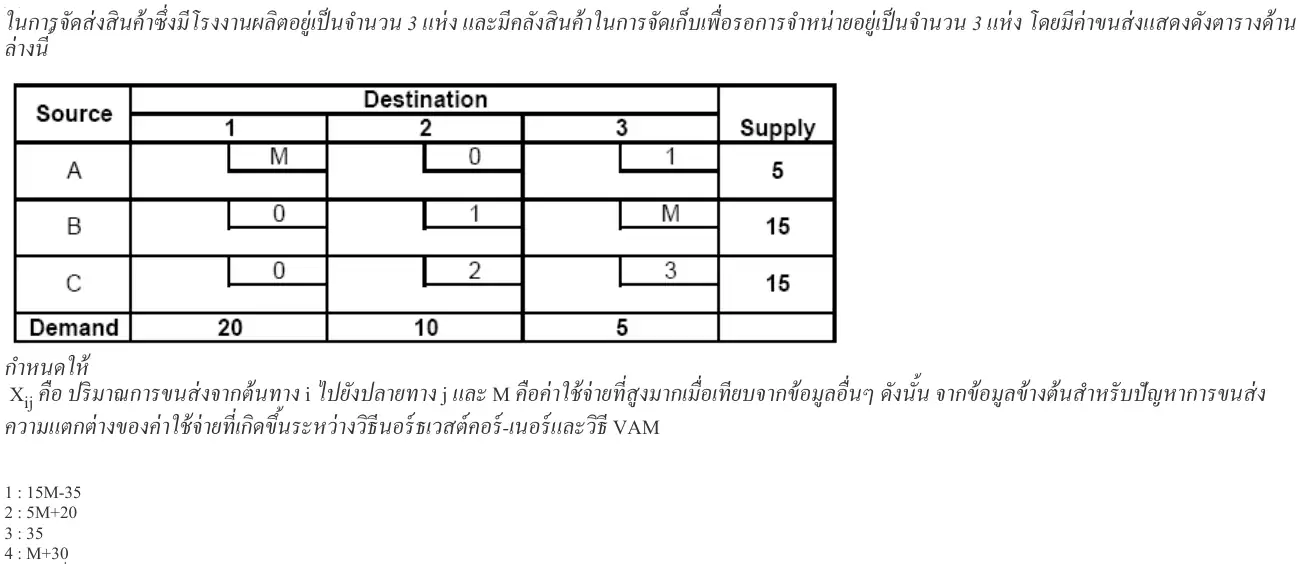 ในการจัดส่งสินค้าซึ่งมีโรงงานผลิตอยู่เป็นจำนวน 3 แห่ง และมีคลังสินค้าในการจัดเก็บเพื่อรอการจำหน่ายอยู่เป็นจำนวน 3 แห่ง โดยมีค่าขนส่งแสดงดังตารางด้าน
ล่างนี้
Source Destination Supply
1 2 3
A M 0 1 5
B 0 1 M 15
C 0 2 3 15
Demand 20 10 5
กำหนดให้
Xij คือ ปริมาณการขนส่งจากต้นทาง i ไปยังปลายทาง j และ M คือค่าใช้จ่ายที่สูงมากเมื่อเทียบจากข้อมูลอื่นๆ ดังนั้น จากข้อมูลข้างต้นสำหรับปัญหาการขนส่ง
ความแตกต่างของค่าใช้จ่ายที่เกิดขึ้นระหว่างวิธีนอร์ธเวสต์คอร์-เนอร์และวิธี VAM
1 : 15M-35
2 : 5M+20
3 : 35
4 : M+30